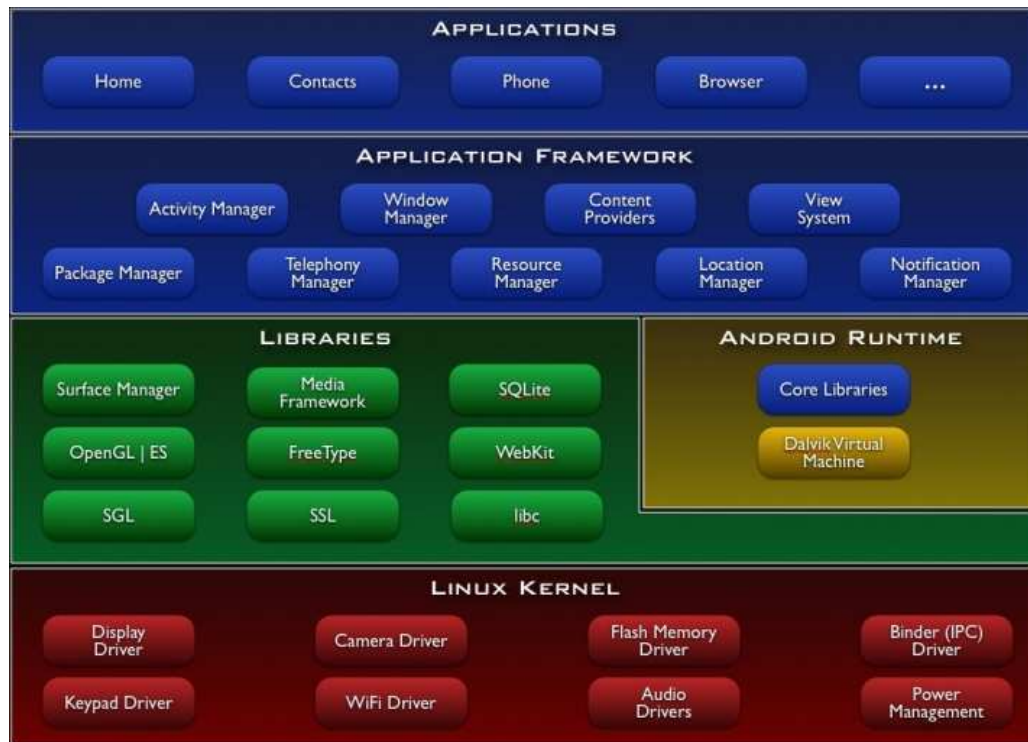 APPLICATIONS
Home Contacts Phone Browser ...
APPLICATION FRAMEWORK
Activity Manager
Window
Manager
Content
Providers
View
System
Package Manager
Telephony
Manager
Resource
Manager
Location
Manager
Notification
Manager
LIBRARIES
Surface Manager
Media
Framework
SQLite
OpenGL | ES
FreeType
WebKit
SGL
SSL
libc
ANDROID RUNTIME
Core Libraries
Dalvik Virtual
Machine
LINUX KERNEL
Display
Driver
Camera Driver
Flash Memory
Driver
Binder (IPC)
Driver
Keypad Driver
WiFi Driver
Audio
Drivers
Power
Management